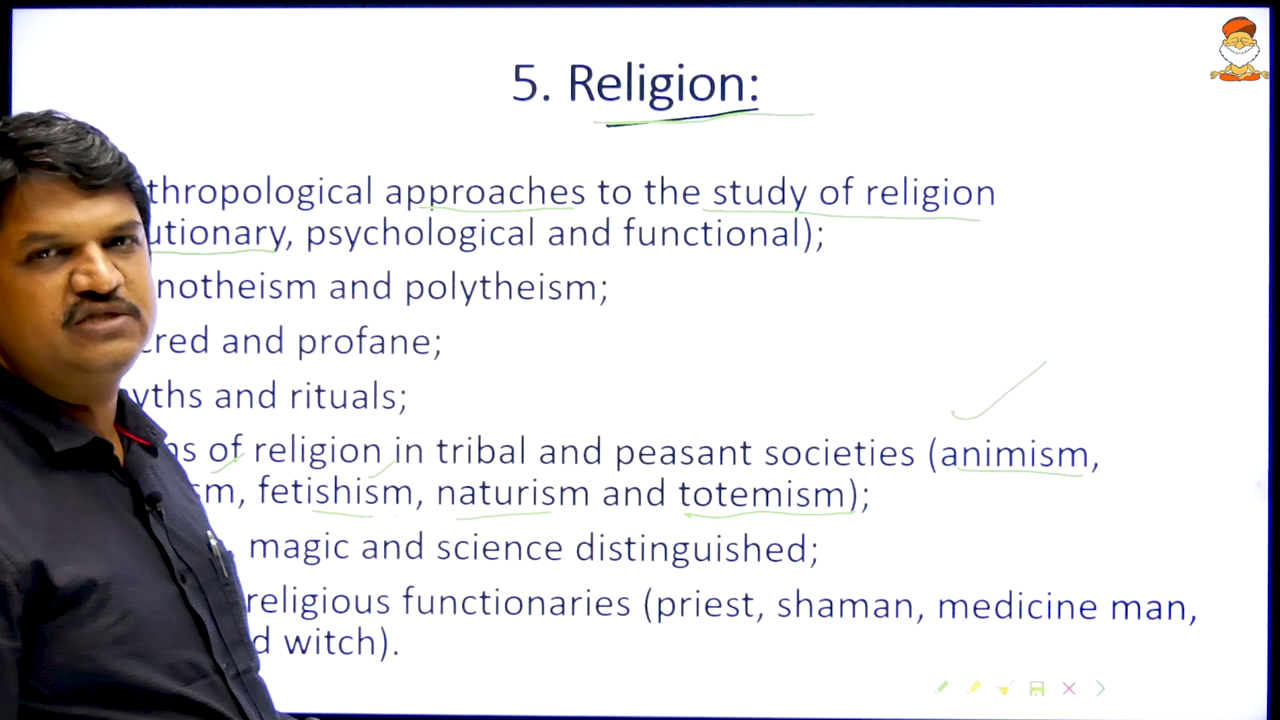 5. Religion:
thropological approaches to the study of religion
utionary, psychological and functional);
notheism and polytheism;
cred and profane;
yths and rituals;
ns of religion in tribal and peasant societies (animism,
sm, fetishism, naturism and totemism);
, magic and science distinguished;
religious functionaries (priest, shaman, medicine man,
d witch).